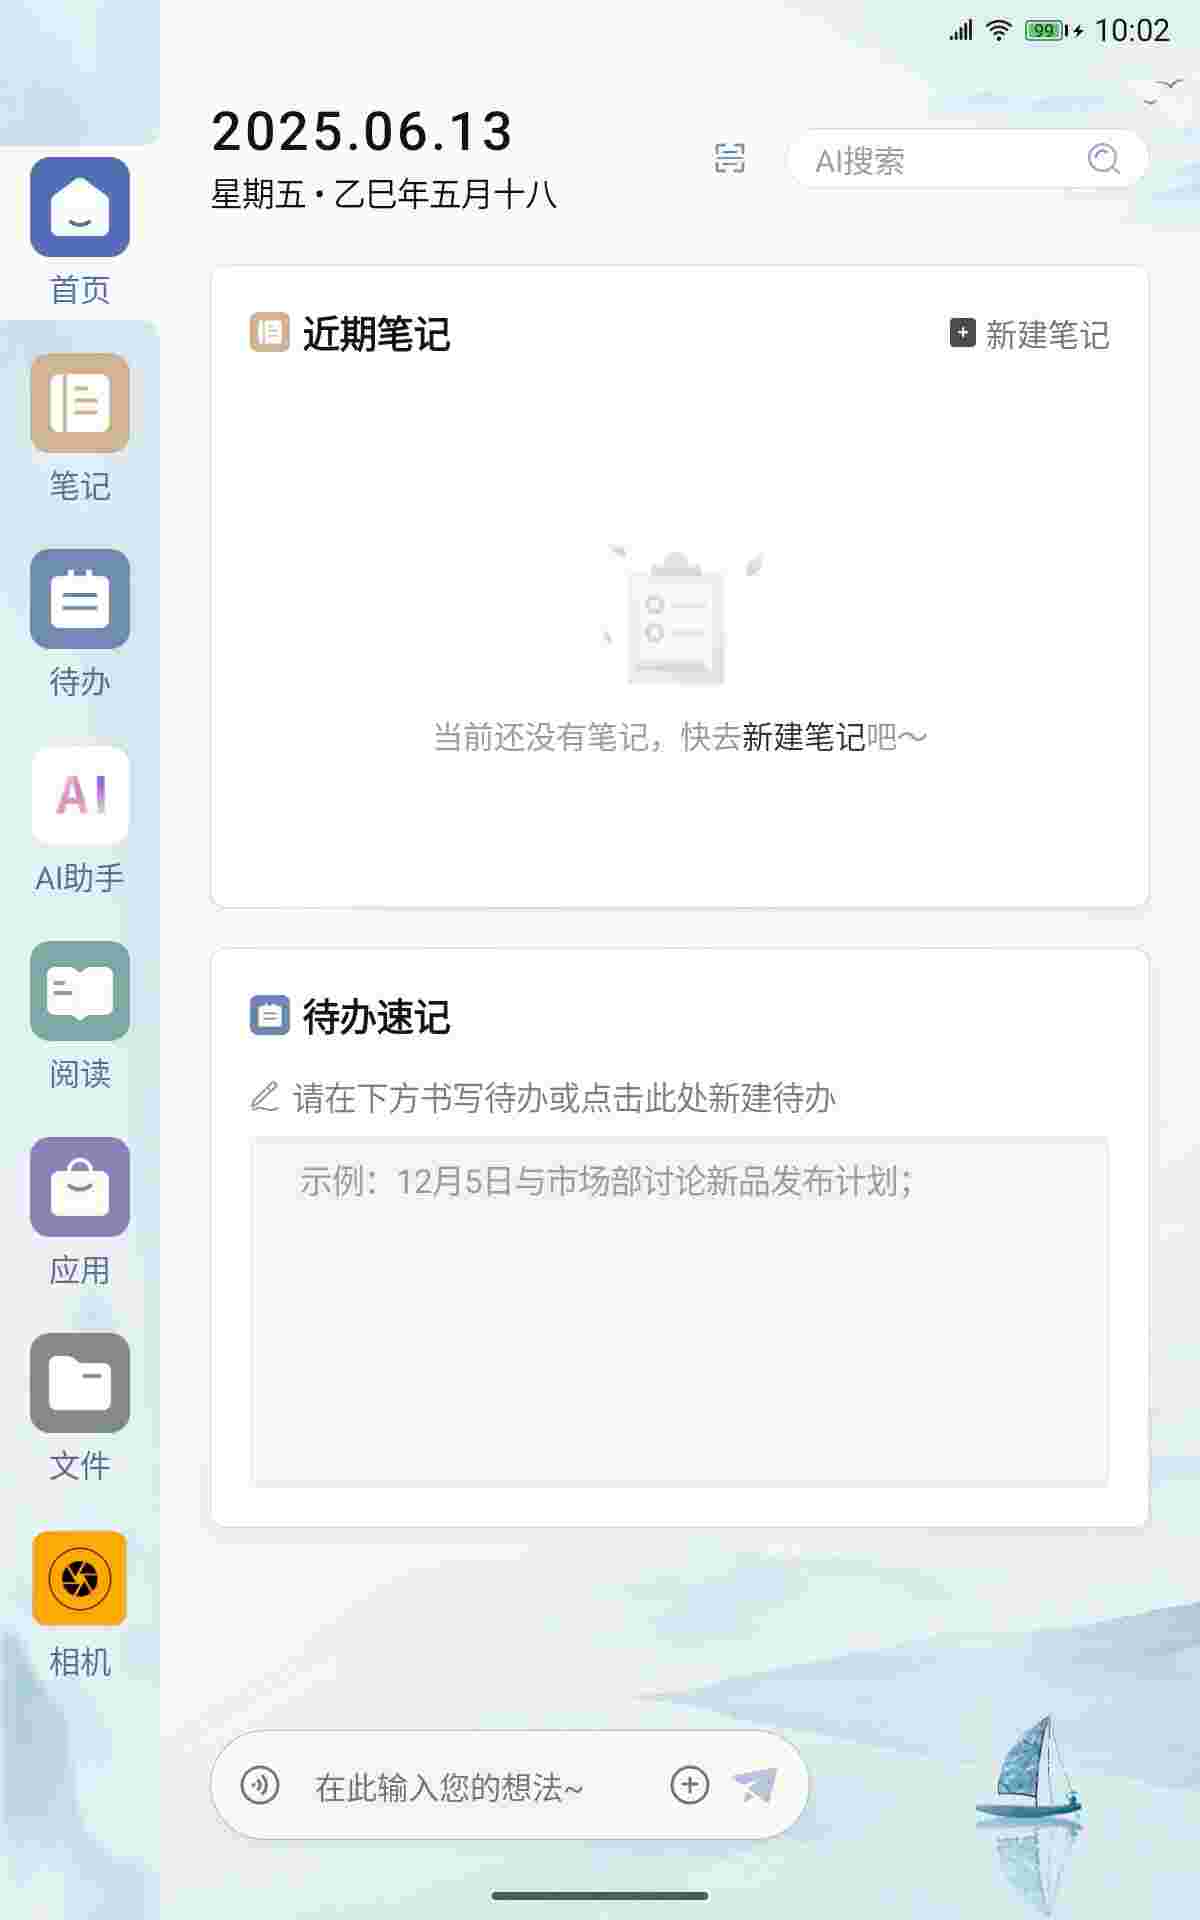 99 10:02
2025.06.13
星期五·乙巳年五月十八
AI搜索
首页
笔记
待办
AI
AI助手
阅读
应用
文件
相机
近期笔记
新建笔记
当前还没有笔记，快去新建笔记吧～
待办速记
请在下方书写待办或点击此处新建待办
示例：12月5日与市场部讨论新品发布计划；
在此输入您的想法~